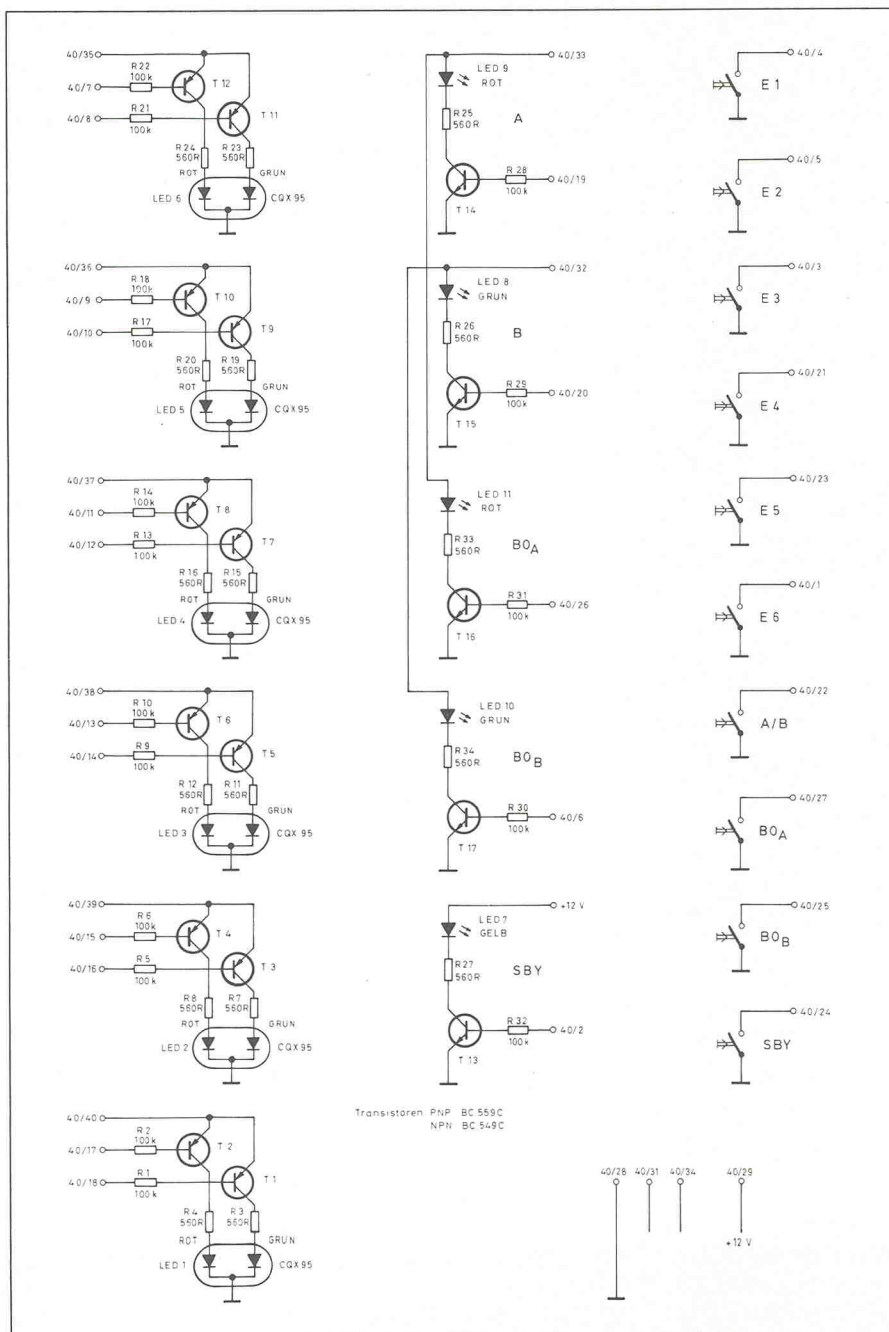 40/35
R 22
100k
40/7
T 12
R 21
40/8
100k
T 11
R 24
560R
R 23
560R
ROT
GRUN
LED 6
CQX 95
40/36
R 18
100k
40/9
T 10
R 17
40/10
100k
T 9
R 20
560R
R 19
560R
ROT
GRUN
LED 5
CQX 95
40/37
R 14
100k
40/11
T 8
R 13
40/12
100k
T 7
R 16
560R
R 15
560R
ROT
GRUN
LED 4
CQX 95
40/38
R 10
100k
40/13
T 6
R 9
40/14
100k
T 5
R 12
560R
R 11
560R
ROT
GRUN
LED 3
CQX 95
40/39
R 6
100k
40/15
T 4
R 5
40/16
100k
T 3
R 8
560R
R 7
560R
ROT
GRUN
LED 2
CQX 95
40/40
R 2
100k
40/17
T 2
R 1
40/18
100k
T 1
R 4
560R
R 3
560R
ROT
GRUN
LED 1
CQX 95
40/33
LED 9
ROT
R 25
560R
A
R 28
100k
40/19
T 14
40/32
LED 8
GRUN
R 26
560R
B
R 29
100k
40/20
T 15
LED 11
ROT
R 33
560R
BO A
R 31
100k
40/26
T 16
LED 10
GRUN
R 34
560R
BO B
R 30
100k
40/6
T 17
+12 V
LED 7
GELB
R 27
560R
SBY
R 32
100k
40/2
T 13
Transistoren PNP BC 559C
NPN BC 549C
40/4
E 1
40/5
E 2
40/3
E 3
40/21
E 4
40/23
E 5
40/1
E 6
40/22
A/B
40/27
BO A
40/25
BO B
40/24
SBY
40/28 40/31 40/34 40/29
+12 V